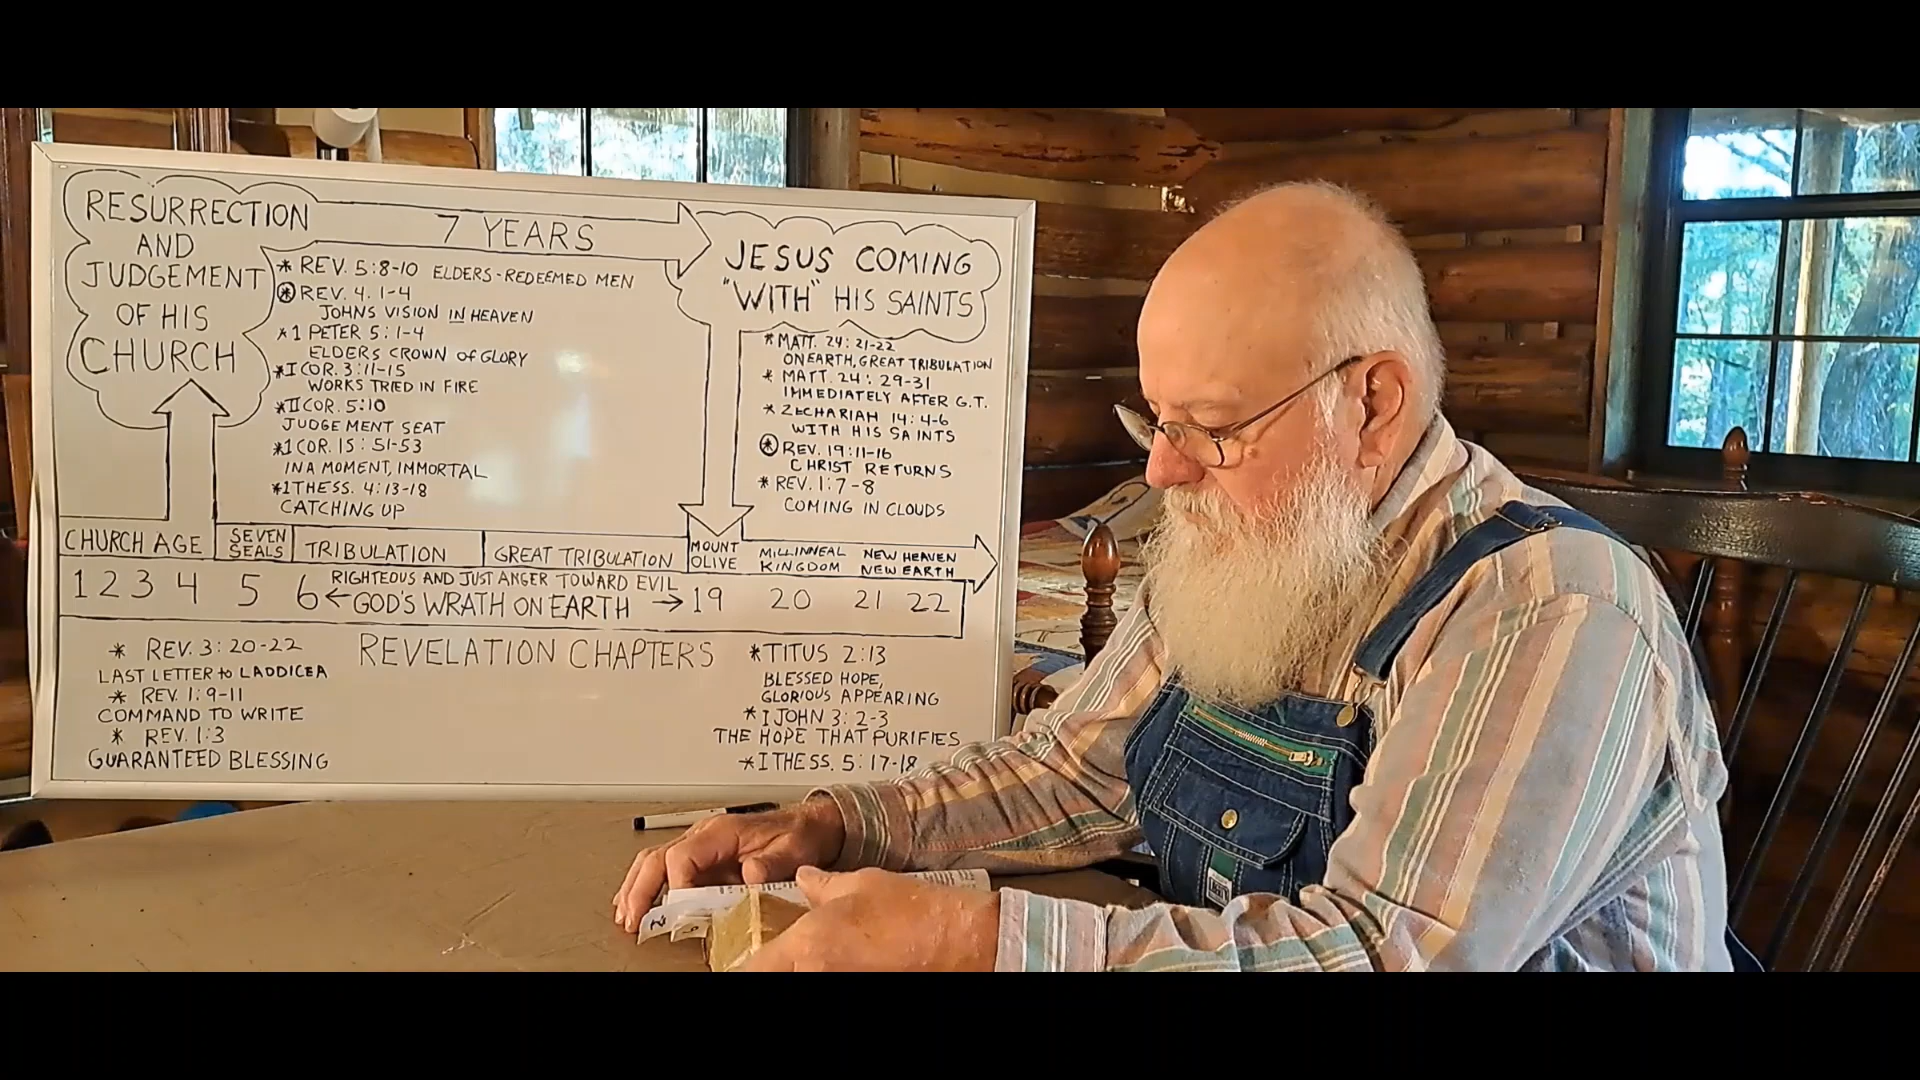 RESURRECTION
AND
JUDGEMENT
OF HIS
CHURCH
7 YEARS
JESUS COMING
"WITH" HIS SAINTS
* REV. 5:8-10 ELDERS-REDEEMED MEN
* REV. 4. 1-4
JOHNS VISION IN HEAVEN
* 1 PETER 5:1-4
ELDERS CROWN OF GLORY
* I COR. 3:11-15
WORKS TRIED IN FIRE
* II COR. 5:10
JUDGEMENT SEAT
* 1 COR. 15:51-53
IN A MOMENT, IMMORTAL
* 1 THESS. 4:13-18
CATCHING UP
* MATT. 24:21-22
ON EARTH, GREAT TRIBULATION
* MATT. 24:29-31
IMMEDIATELY AFTER G.T.
* ZECHARIAH 14:4-6
WITH HIS SAINTS
* REV. 19:11-16
CHRIST RETURNS
* REV. 1:7-8
COMING IN CLOUDS
CHURCH AGE
SEVEN
SEALS
TRIBULATION
GREAT TRIBULATION
MOUNT
OLIVE
MILLINNEAL
KINGDOM
NEW HEAVEN
NEW EARTH
RIGHTEOUS AND JUST ANGER TOWARD EVIL
1 2 3 4 5 6 ← GOD'S WRATH ON EARTH → 19 20 21 22
REVELATION CHAPTERS
* REV. 3:20-22
LAST LETTER to LAODICEA
* REV. 1:9-11
COMMAND TO WRITE
* REV. 1:3
GUARANTEED BLESSING
* TITUS 2:13
BLESSED HOPE,
GLORIOUS APPEARING
* I JOHN 3:2-3
THE HOPE THAT PURIFIES
* I THESS. 5:17-18